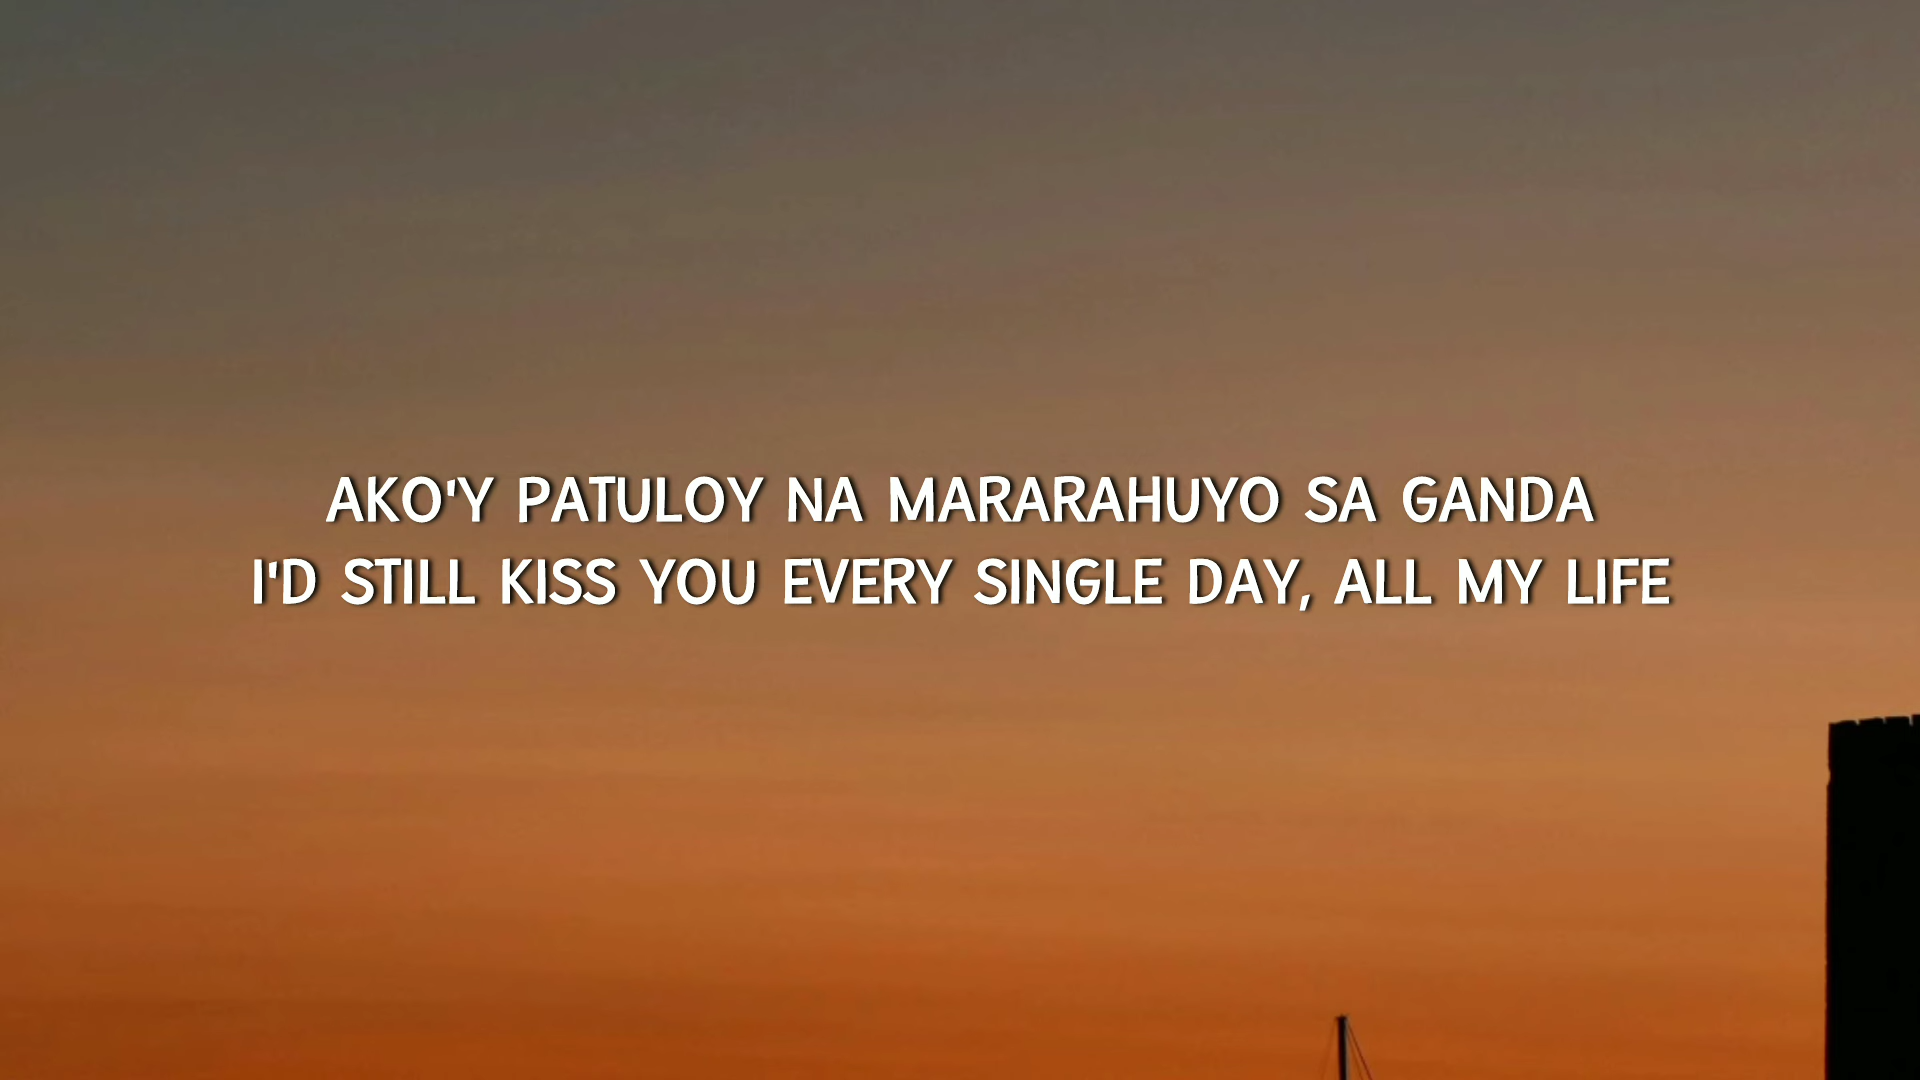 AKO'Y PATULOY NA MARARAHUYO SA GANDA
I'D STILL KISS YOU EVERY SINGLE DAY, ALL MY LIFE